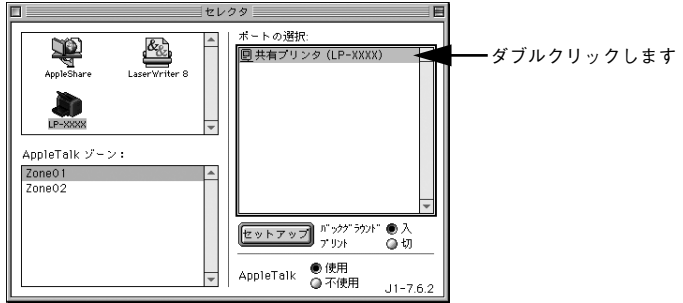 セレクタ
AppleShare
LaserWriter 8
LP-XXXX
AppleTalk ゾーン：
Zone01
Zone02
ポートの選択:
共有プリンタ (LP-XXXX)
ダブルクリックします
セットアップ
ﾊﾞｯｸｸﾞﾗｳﾝﾄﾞ
ﾌﾟﾘﾝﾄ
入
切
AppleTalk
使用
不使用
J1-7.6.2